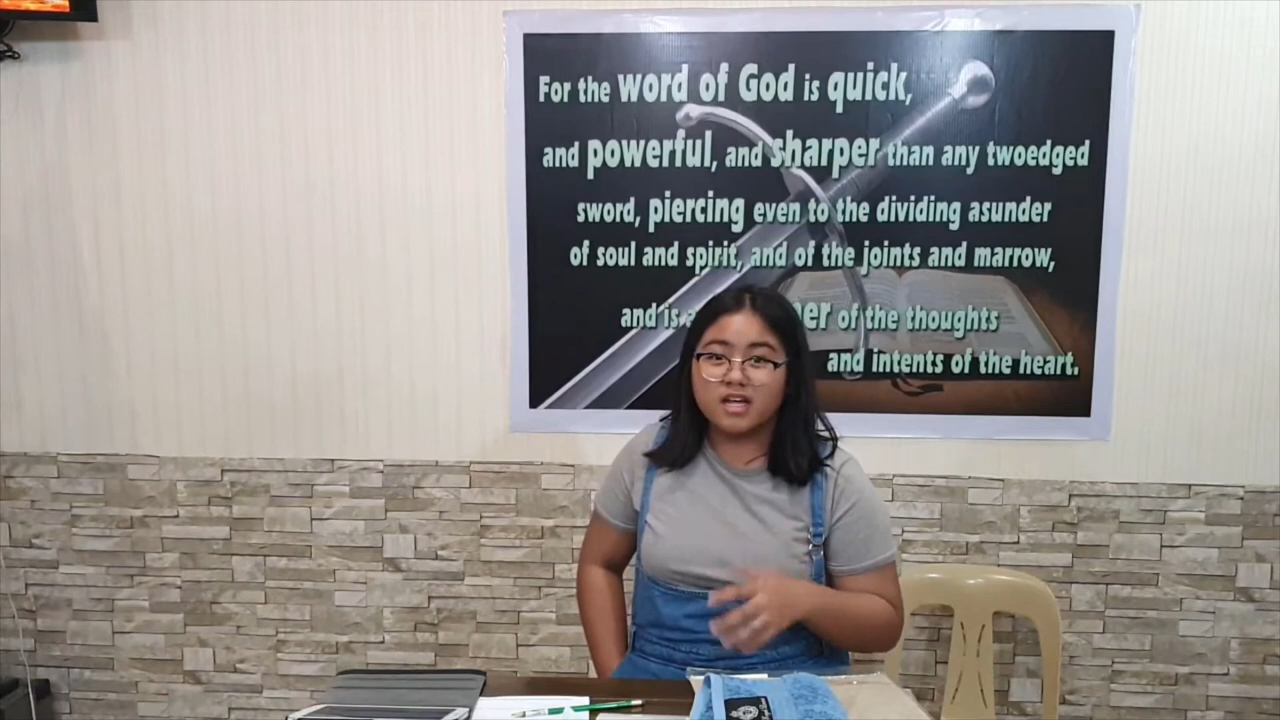 For the word of God is quick,
and powerful, and sharper than any twoedged
sword, piercing even to the dividing asunder
of soul and spirit, and of the joints and marrow,
and is of the thoughts
and intents of the heart.